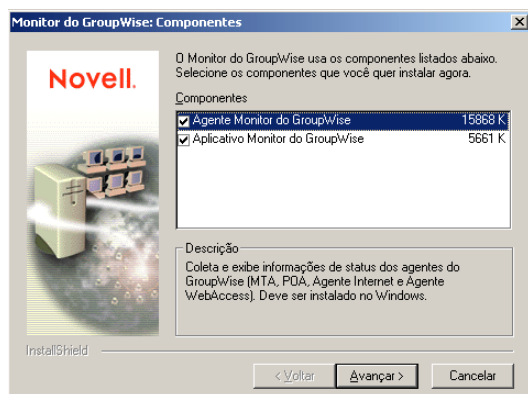 Monitor do GroupWise: Componentes
Novell.
O Monitor do GroupWise usa os componentes listados abaixo.
Selecione os componentes que você quer instalar agora.
Componentes
Agente Monitor do GroupWise 15868 K
Aplicativo Monitor do GroupWise 5661 K
Descrição
Coleta e exibe informações de status dos agentes do
GroupWise (MTA, POA, Agente Internet e Agente
WebAccess). Deve ser instalado no Windows.
InstallShield
< Voltar
Avançar >
Cancelar